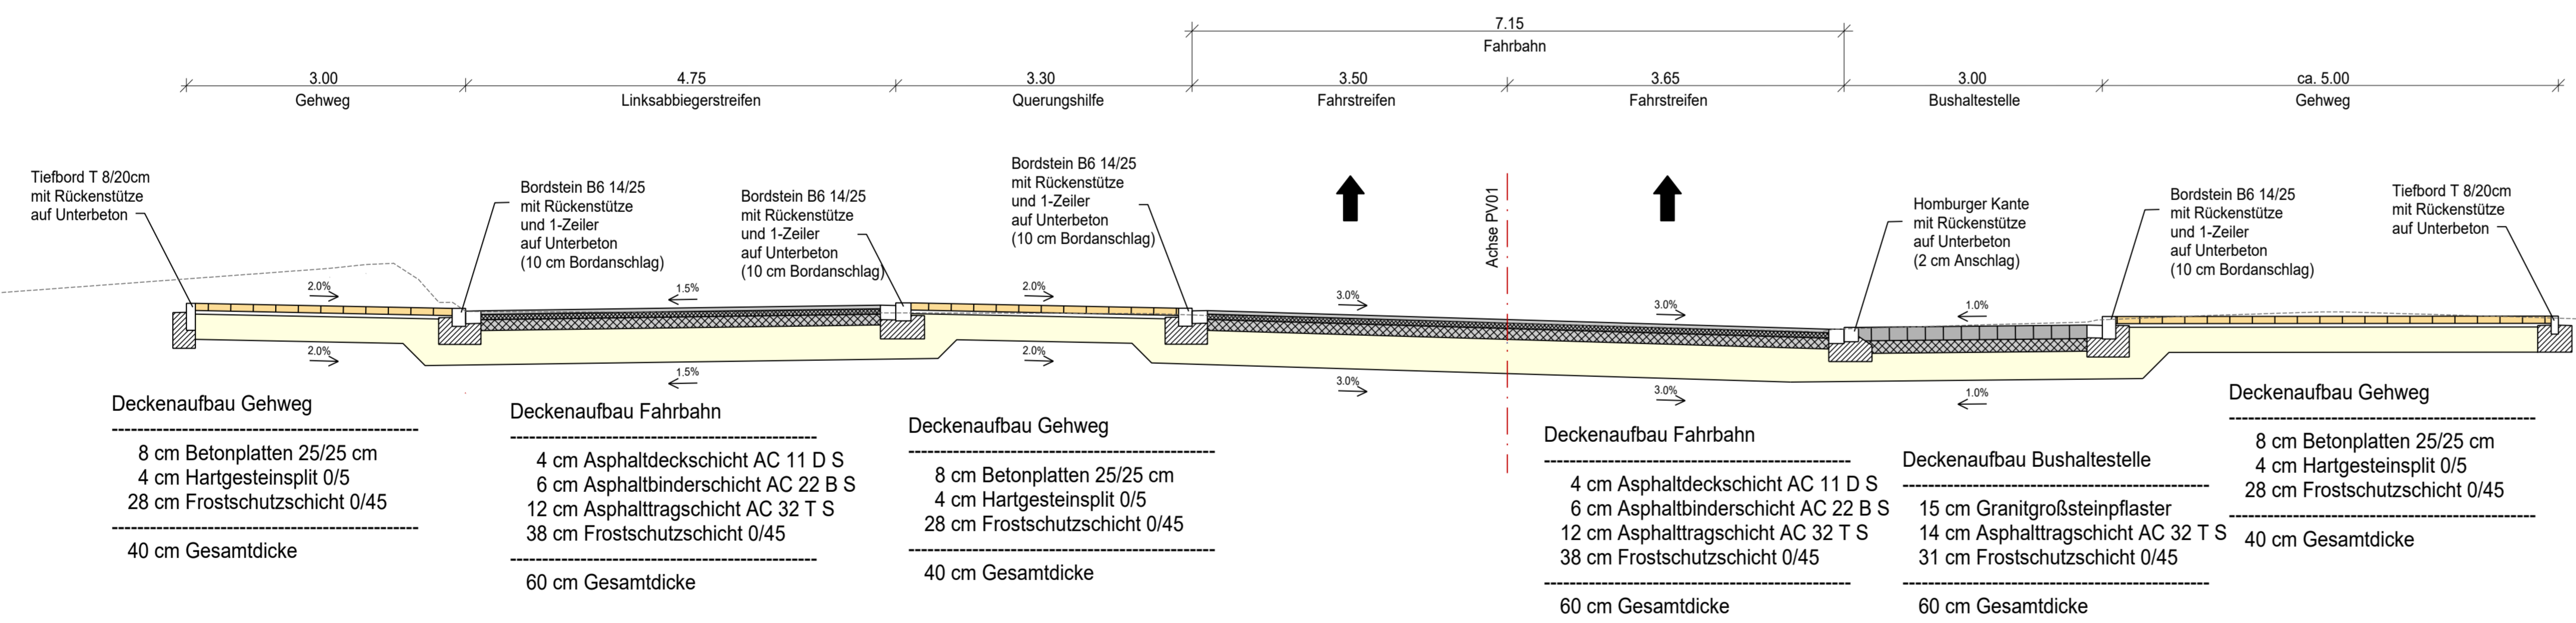 7.15
Fahrbahn
3.00
4.75
3.30
3.50
3.65
3.00
ca. 5.00
Gehweg
Linksabbiegerstreifen
Querungshilfe
Fahrstreifen
Fahrstreifen
Bushaltestelle
Gehweg
Tiefbord T 8/20cm
mit Rückenstütze
auf Unterbeton
Bordstein B6 14/25
mit Rückenstütze
und 1-Zeiler
auf Unterbeton
(10 cm Bordanschlag)
Bordstein B6 14/25
mit Rückenstütze
und 1-Zeiler
auf Unterbeton
(10 cm Bordanschlag)
Bordstein B6 14/25
mit Rückenstütze
und 1-Zeiler
auf Unterbeton
(10 cm Bordanschlag)
Achse PV01
Homburger Kante
mit Rückenstütze
auf Unterbeton
(2 cm Anschlag)
Bordstein B6 14/25
mit Rückenstütze
und 1-Zeiler
auf Unterbeton
(10 cm Bordanschlag)
Tiefbord T 8/20cm
mit Rückenstütze
auf Unterbeton
2.0%
1.5%
2.0%
3.0%
3.0%
1.0%
2.0%
1.5%
2.0%
3.0%
3.0%
1.0%
Deckenaufbau Gehweg
8 cm Betonplatten 25/25 cm
4 cm Hartgesteinsplit 0/5
28 cm Frostschutzschicht 0/45
40 cm Gesamtdicke
Deckenaufbau Fahrbahn
4 cm Asphaltdeckschicht AC 11 D S
6 cm Asphaltbinderschicht AC 22 B S
12 cm Asphalttragschicht AC 32 T S
38 cm Frostschutzschicht 0/45
60 cm Gesamtdicke
Deckenaufbau Gehweg
8 cm Betonplatten 25/25 cm
4 cm Hartgesteinsplit 0/5
28 cm Frostschutzschicht 0/45
40 cm Gesamtdicke
Deckenaufbau Fahrbahn
4 cm Asphaltdeckschicht AC 11 D S
6 cm Asphaltbinderschicht AC 22 B S
12 cm Asphalttragschicht AC 32 T S
38 cm Frostschutzschicht 0/45
60 cm Gesamtdicke
Deckenaufbau Bushaltestelle
15 cm Granitgroßsteinpflaster
14 cm Asphalttragschicht AC 32 T S
31 cm Frostschutzschicht 0/45
60 cm Gesamtdicke
Deckenaufbau Gehweg
8 cm Betonplatten 25/25 cm
4 cm Hartgesteinsplit 0/5
28 cm Frostschutzschicht 0/45
40 cm Gesamtdicke